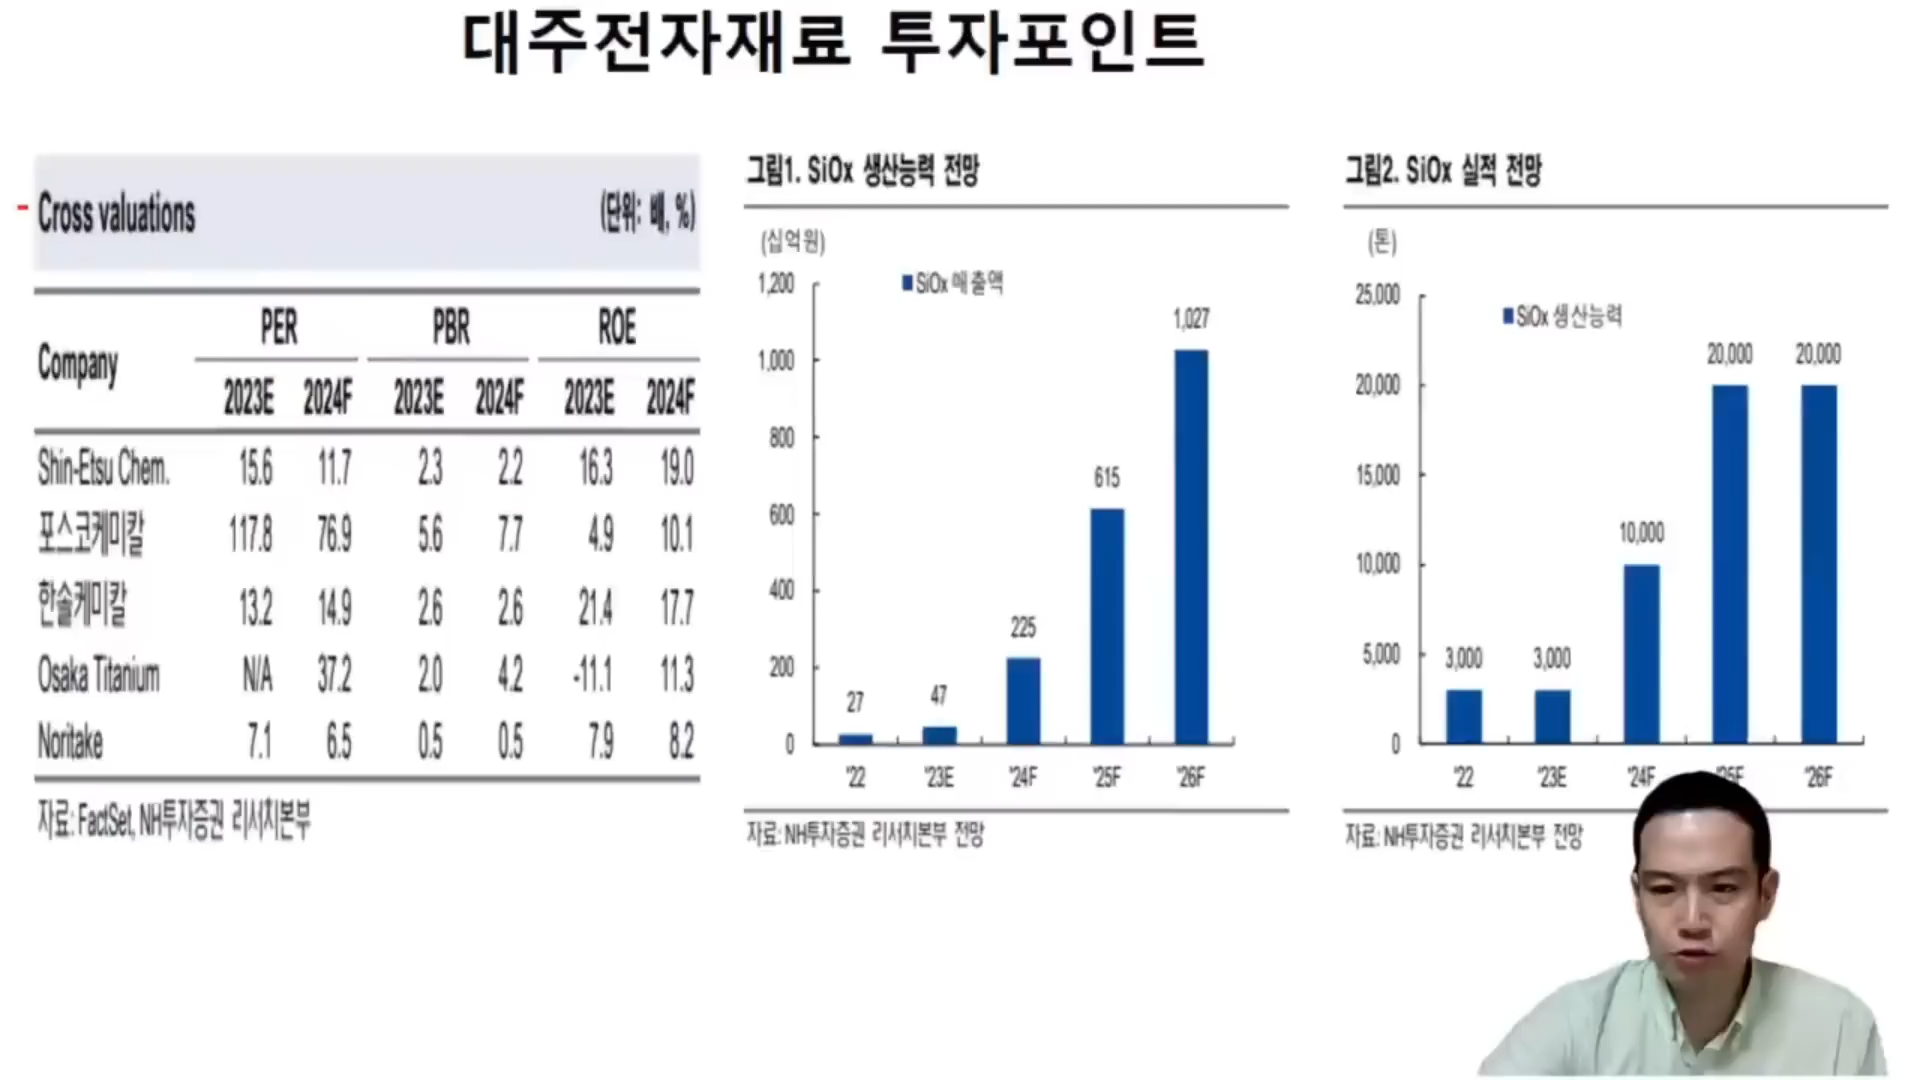 대주전자재료 투자포인트
Cross valuations (단위: 배, %)
Company PER PBR ROE
2023E 2024F 2023E 2024F 2023E 2024F
Shin-Etsu Chem. 15.6 11.7 2.3 2.2 16.3 19.0
포스코케미칼 117.8 76.9 5.6 7.7 4.9 10.1
한솔케미칼 13.2 14.9 2.6 2.6 21.4 17.7
Osaka Titanium N/A 37.2 2.0 4.2 -11.1 11.3
Noritake 7.1 6.5 0.5 0.5 7.9 8.2
자료: FactSet, NH투자증권 리서치본부
그림1. SiOx 생산능력 전망
(십억원)
SiOx 매출액
1,200
1,000
800
600
400
200
0
27 47 225 615 1,027
'22 '23E '24F '25F '26F
자료: NH투자증권 리서치본부 전망
그림2. SiOx 실적 전망
(톤)
SiOx 생산능력
25,000
20,000
15,000
10,000
5,000
0
3,000 3,000 10,000 20,000 20,000
'22 '23E '24F '25F '26F
자료: NH투자증권 리서치본부 전망